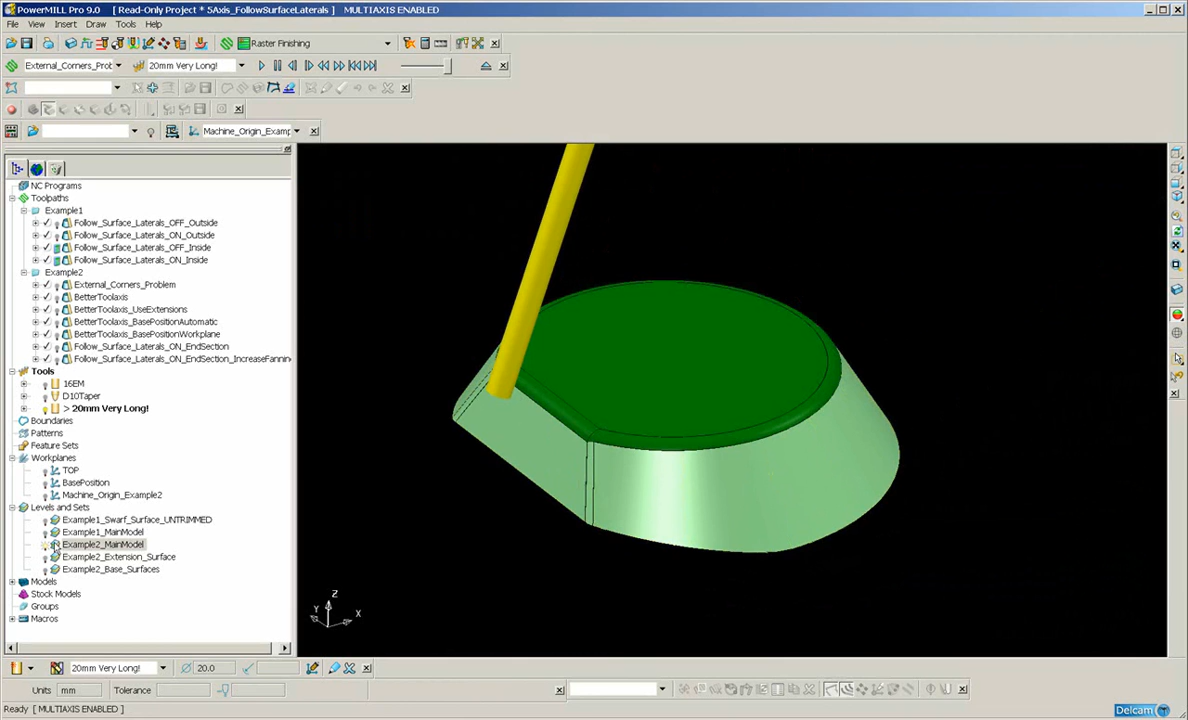 PowerMILL Pro 9.0    [ Read-Only Project * 5Axis_FollowSurfaceLaterals ]    MULTIAXIS ENABLED
File View Insert Draw Tools Help
Raster Finishing
External_Corners_Prob 20mm Very Long!
Machine_Origin_Examp
NC Programs
Toolpaths
Example1
Follow_Surface_Laterals_OFF_Outside
Follow_Surface_Laterals_ON_Outside
Follow_Surface_Laterals_OFF_Inside
Follow_Surface_Laterals_ON_Inside
Example2
External_Corners_Problem
BetterToolaxis
BetterToolaxis_UseExtensions
BetterToolaxis_BasePositionAutomatic
BetterToolaxis_BasePositionWorkplane
Follow_Surface_Laterals_ON_EndSection
Follow_Surface_Laterals_ON_EndSection_IncreaseFannin
Tools
16EM
D10Taper
> 20mm Very Long!
Boundaries
Patterns
Feature Sets
Workplanes
TOP
BasePosition
Machine_Origin_Example2
Levels and Sets
Example1_Swarf_Surface_UNTRIMMED
Example1_MainModel
Example2_MainModel
Example2_Extension_Surface
Example2_Base_Surfaces
Models
Stock Models
Groups
Macros
Z
Y
X
20mm Very Long! 20.0
Units mm Tolerance
Ready [ MULTIAXIS ENABLED ]
Delcam